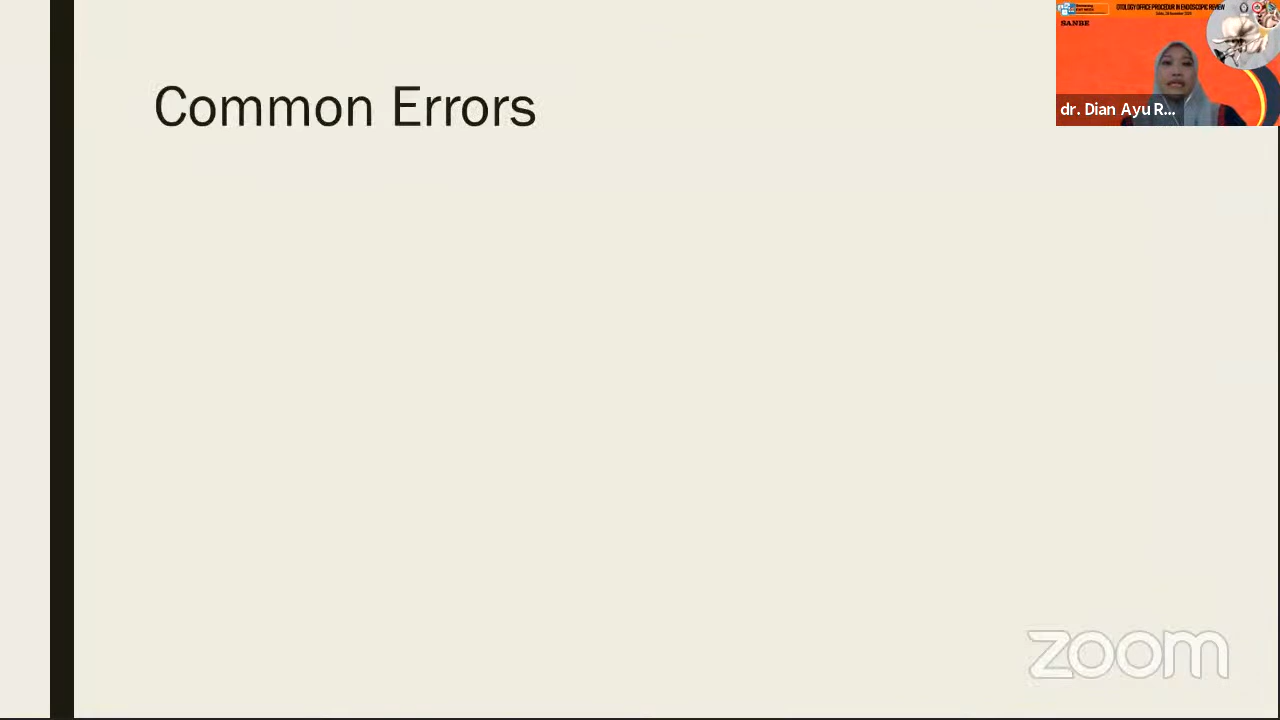 Common Errors
OTOLOGY OFFICE PROCEDUR IN ENDOSCOPIC REVIEW
SANBE
dr. Dian Ayu R...
zoom